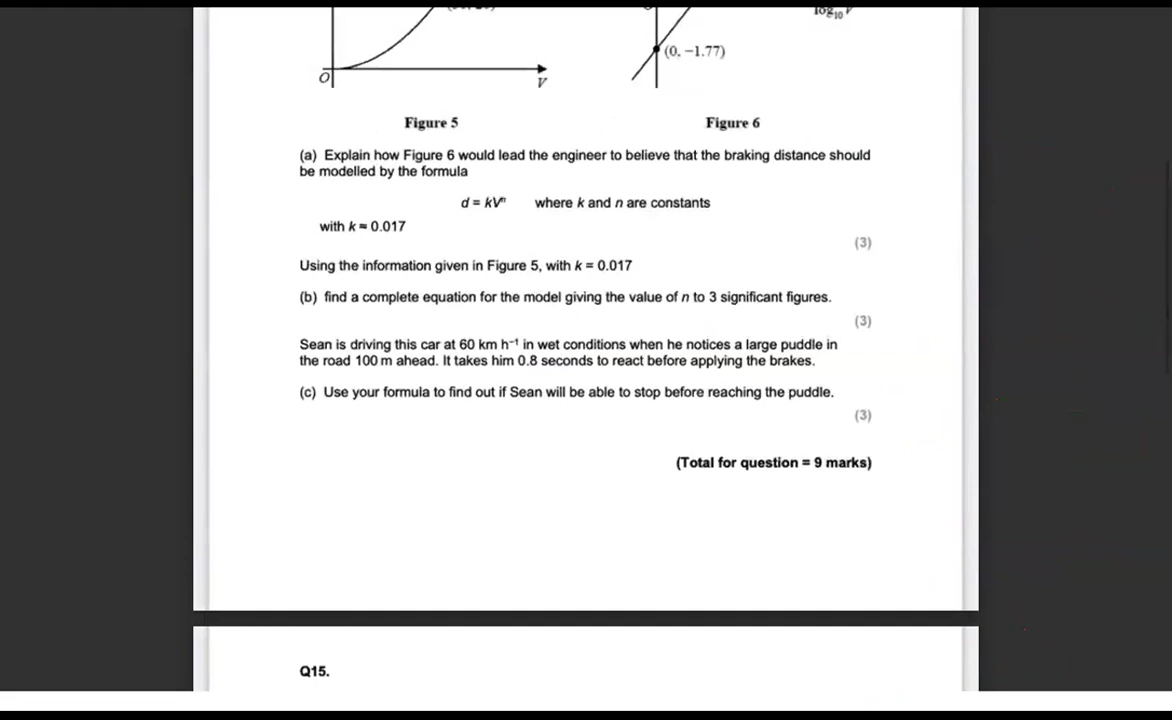 log₁₀ V
(0, −1.77)
O
V
Figure 5
Figure 6
(a) Explain how Figure 6 would lead the engineer to believe that the braking distance should
be modelled by the formula
d = kVⁿ where k and n are constants
with k ≈ 0.017
(3)
Using the information given in Figure 5, with k = 0.017
(b) find a complete equation for the model giving the value of n to 3 significant figures.
(3)
Sean is driving this car at 60 km h⁻¹ in wet conditions when he notices a large puddle in
the road 100 m ahead. It takes him 0.8 seconds to react before applying the brakes.
(c) Use your formula to find out if Sean will be able to stop before reaching the puddle.
(3)
(Total for question = 9 marks)
Q15.